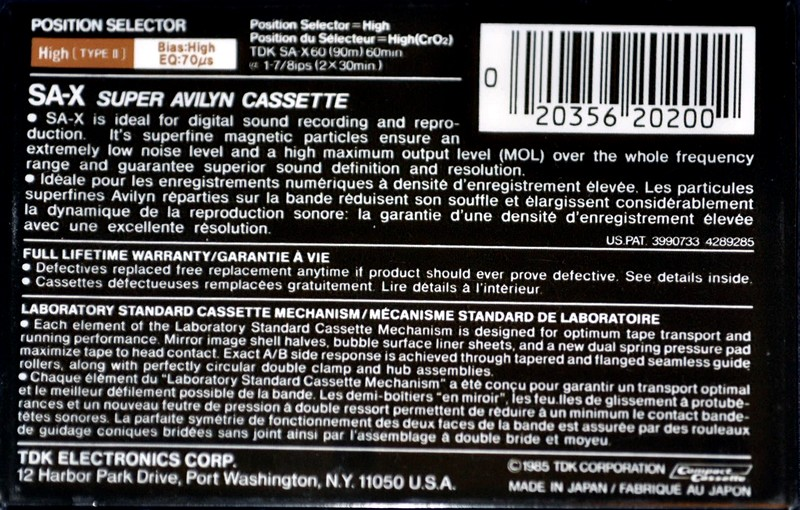 POSITION SELECTOR
High [TYPE II]
Bias:High
EQ:70μs
Position Selector=High
Position du Sélecteur=High(CrO2)
TDK SA-X60 (90m) 60min
@ 1-7/8ips (2×30min.)
0
20356 20200
SA-X SUPER AVILYN CASSETTE
● SA-X is ideal for digital sound recording and repro-
duction. It's superfine magnetic particles ensure an
extremely low noise level and a high maximum output level (MOL) over the whole frequency
range and guarantee superior sound definition and resolution.
● Idéale pour les enregistrements numériques à densité d'enregistrement élevée. Les particules
superfines Avilyn réparties sur la bande réduisent son souffle et élargissent considérablement
la dynamique de la reproduction sonore: la garantie d'une densité d'enregistrement élevée
avec une excellente résolution.
US.PAT. 3990733 4289285
FULL LIFETIME WARRANTY/GARANTIE À VIE
● Defectives replaced free replacement anytime if product should ever prove defective. See details inside.
● Cassettes défectueuses remplacées gratuitement. Lire détails à l'intérieur.
LABORATORY STANDARD CASSETTE MECHANISM/MÉCANISME STANDARD DE LABORATOIRE
● Each element of the Laboratory Standard Cassette Mechanism is designed for optimum tape transport and
running performance. Mirror image shell halves, bubble surface liner sheets, and a new dual spring pressure pad
maximize tape to head contact. Exact A/B side response is achieved through tapered and flanged seamless guide
rollers, along with perfectly circular double clamp and hub assemblies.
● Chaque élément du "Laboratory Standard Cassette Mechanism" a été conçu pour garantir un transport optimal
et le meilleur défilement possible de la bande. Les demi-boîtiers "en miroir", les feuilles de glissement à protubé-
rances et un nouveau feutre de pression à double ressort permettent de réduire à un minimum le contact bande-
têtes sonores. La parfaite symétrie de fonctionnement des deux faces de la bande est assurée par des rouleaux
de guidage coniques bridées sans joint ainsi par l'assemblage à double bride et moyeu.
TDK ELECTRONICS CORP.
12 Harbor Park Drive, Port Washington, N.Y. 11050 U.S.A.
©1985 TDK CORPORATION
Compact Cassette
MADE IN JAPAN / FABRIQUÉ AU JAPON